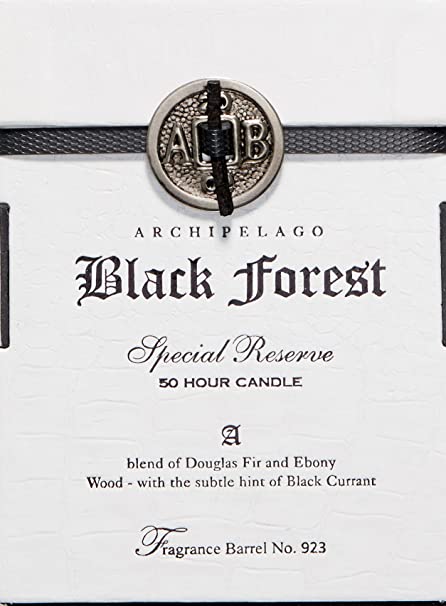 A B
ARCHIPELAGO
Black Forest
Special Reserve
50 HOUR CANDLE
A
blend of Douglas Fir and Ebony
Wood - with the subtle hint of Black Currant
Fragrance Barrel No. 923